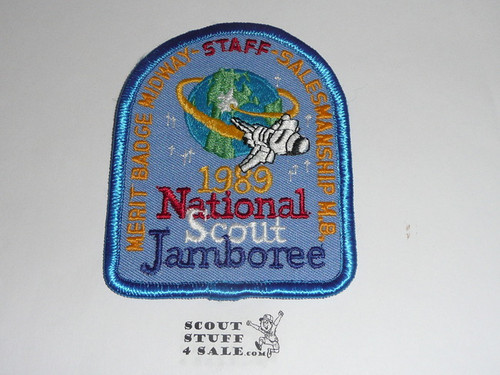 MERIT BADGE MIDWAY-STAFF-SALESMANSHIP M.B.
1989
National
Scout
Jamboree
SCOUT
STUFF
4 SALE.COM